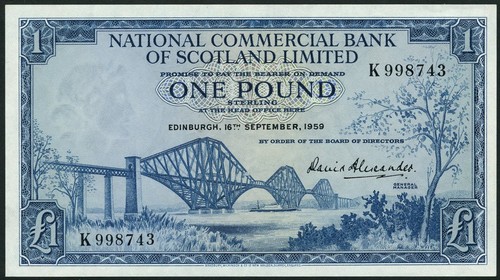 1
1
NATIONAL COMMERCIAL BANK
OF SCOTLAND LIMITED
PROMISE TO PAY THE BEARER ON DEMAND
K 998743
ONE POUND
STERLING
AT THE HEAD OFFICE HERE
EDINBURGH, 16TH SEPTEMBER, 1959
BY ORDER OF THE BOARD OF DIRECTORS
David Alexander.
GENERAL
MANAGER
K 998743
£1
£1